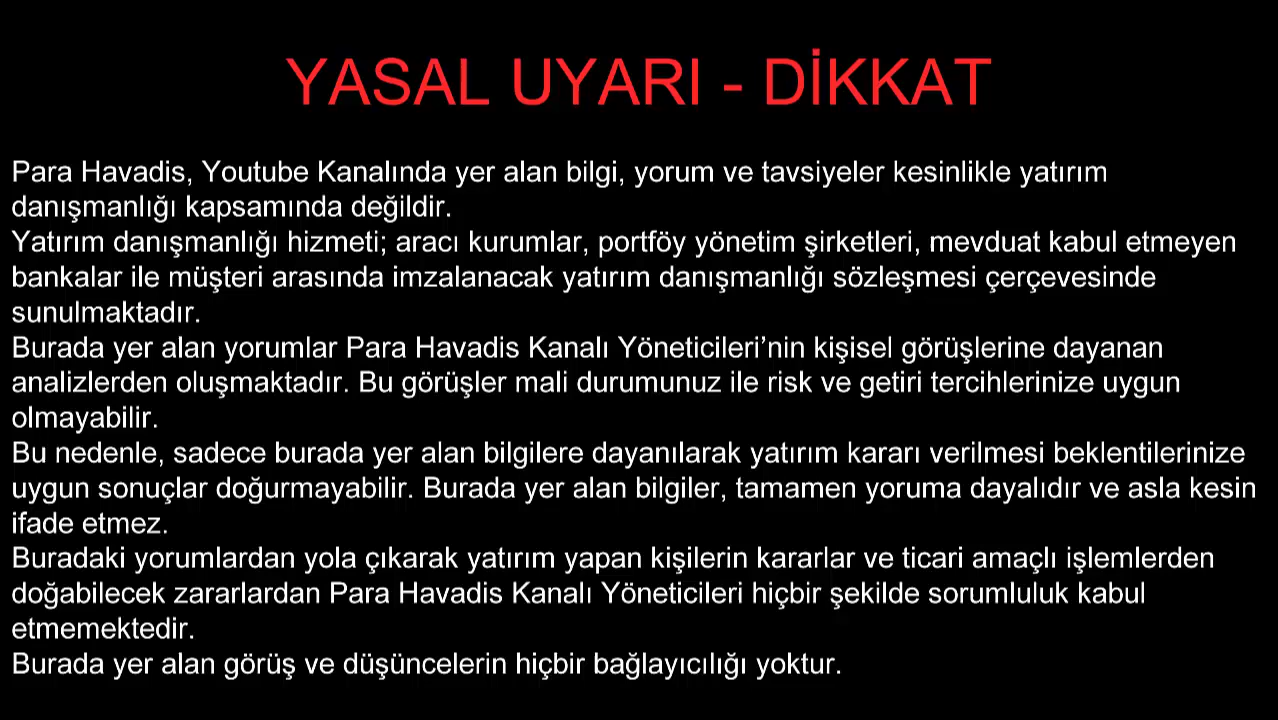 YASAL UYARI - DİKKAT
Para Havadis, Youtube Kanalında yer alan bilgi, yorum ve tavsiyeler kesinlikle yatırım
danışmanlığı kapsamında değildir.
Yatırım danışmanlığı hizmeti; aracı kurumlar, portföy yönetim şirketleri, mevduat kabul etmeyen
bankalar ile müşteri arasında imzalanacak yatırım danışmanlığı sözleşmesi çerçevesinde
sunulmaktadır.
Burada yer alan yorumlar Para Havadis Kanalı Yöneticileri’nin kişisel görüşlerine dayanan
analizlerden oluşmaktadır. Bu görüşler mali durumunuz ile risk ve getiri tercihlerinize uygun
olmayabilir.
Bu nedenle, sadece burada yer alan bilgilere dayanılarak yatırım kararı verilmesi beklentilerinize
uygun sonuçlar doğurmayabilir. Burada yer alan bilgiler, tamamen yoruma dayalıdır ve asla kesin
ifade etmez.
Buradaki yorumlardan yola çıkarak yatırım yapan kişilerin kararlar ve ticari amaçlı işlemlerden
doğabilecek zararlardan Para Havadis Kanalı Yöneticileri hiçbir şekilde sorumluluk kabul
etmemektedir.
Burada yer alan görüş ve düşüncelerin hiçbir bağlayıcılığı yoktur.